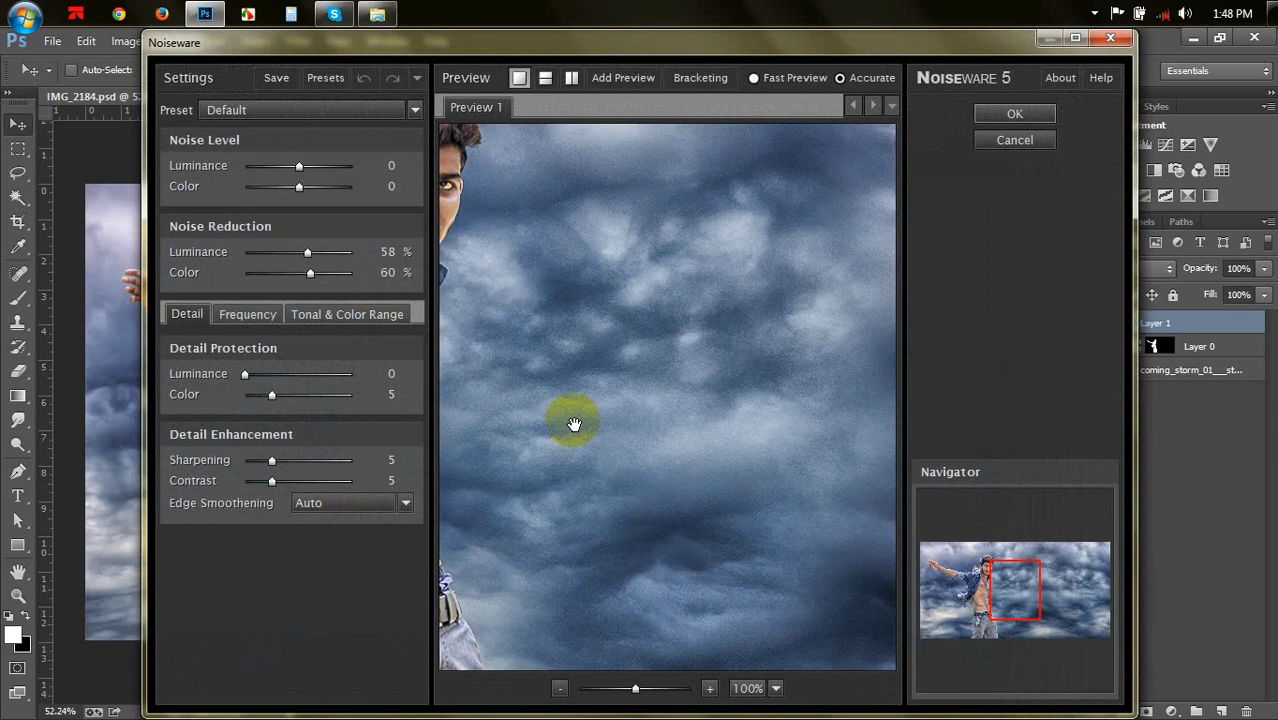 1:48 PM
Ps File Edit Image
Noiseware
Auto-Select:
Essentials
IMG_2184.psd @ 5
Settings Save Presets
Preview Add Preview Bracketing Fast Preview Accurate
NOISEWARE 5 About Help
Preset Default
Preview 1
OK
Cancel
Styles
tment
Noise Level
Luminance 0
Color 0
Noise Reduction
Luminance 58 %
Color 60 %
nels Paths
Opacity: 100%
Fill: 100%
Detail Frequency Tonal & Color Range
Layer 1
Layer 0
coming_storm_01___st...
Detail Protection
Luminance 0
Color 5
Detail Enhancement
Sharpening 5
Contrast 5
Edge Smoothening Auto
Navigator
- + 100%
52.24%